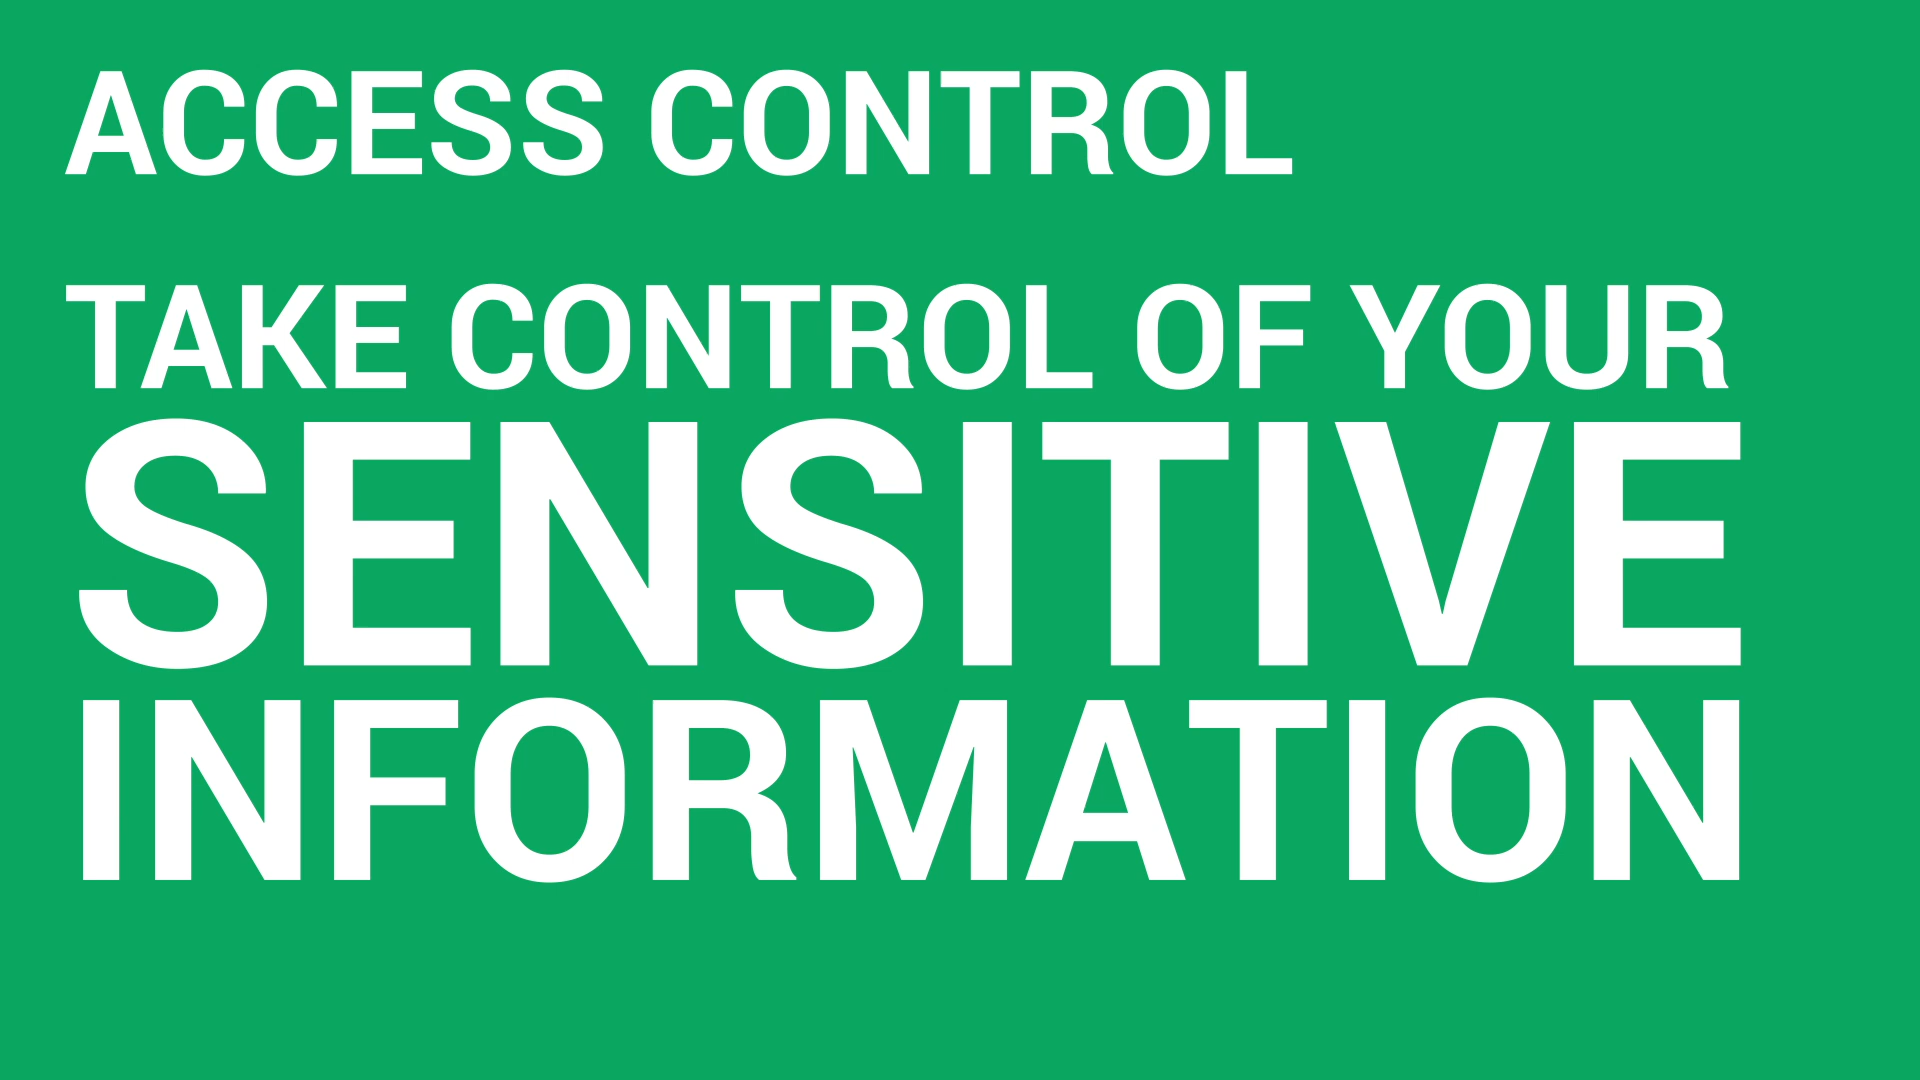 ACCESS CONTROL
TAKE CONTROL OF YOUR
SENSITIVE
INFORMATION